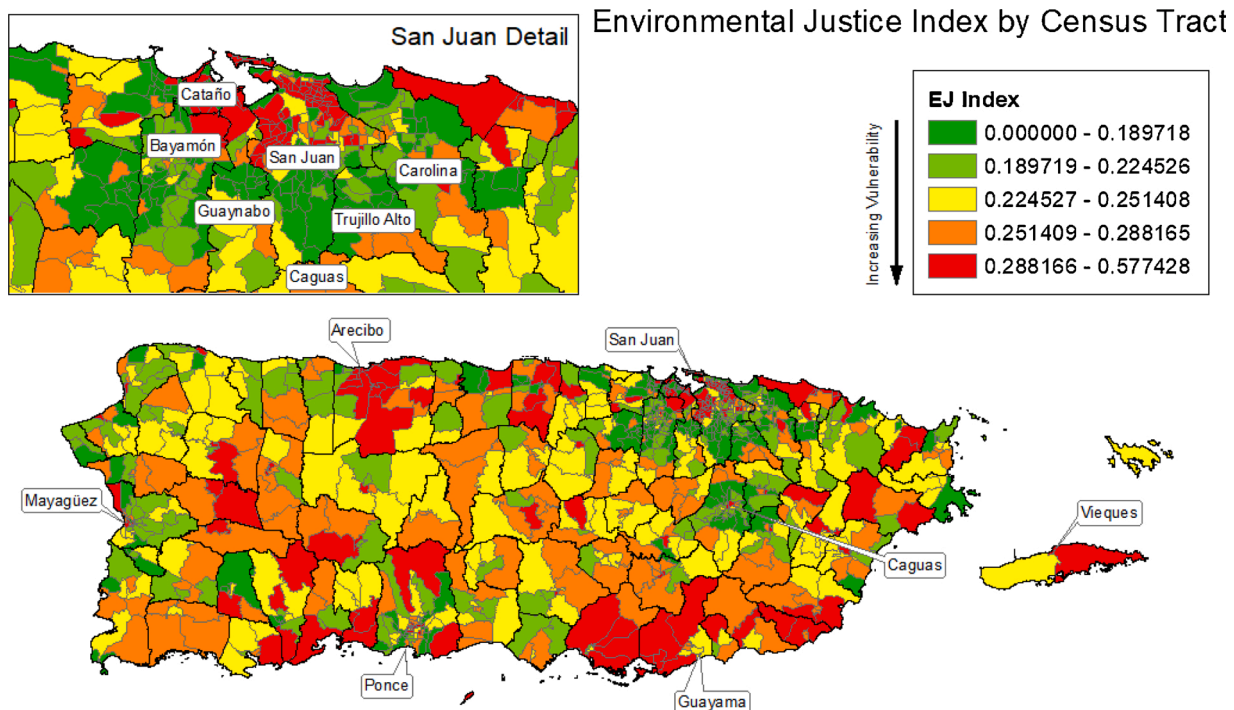 San Juan Detail
Environmental Justice Index by Census Tract
Cataño
Bayamón
San Juan
Carolina
Guaynabo
Trujillo Alto
Caguas
EJ Index
Increasing Vulnerability
0.000000 - 0.189718
0.189719 - 0.224526
0.224527 - 0.251408
0.251409 - 0.288165
0.288166 - 0.577428
Arecibo
San Juan
Mayagüez
Vieques
Caguas
Ponce
Guayama